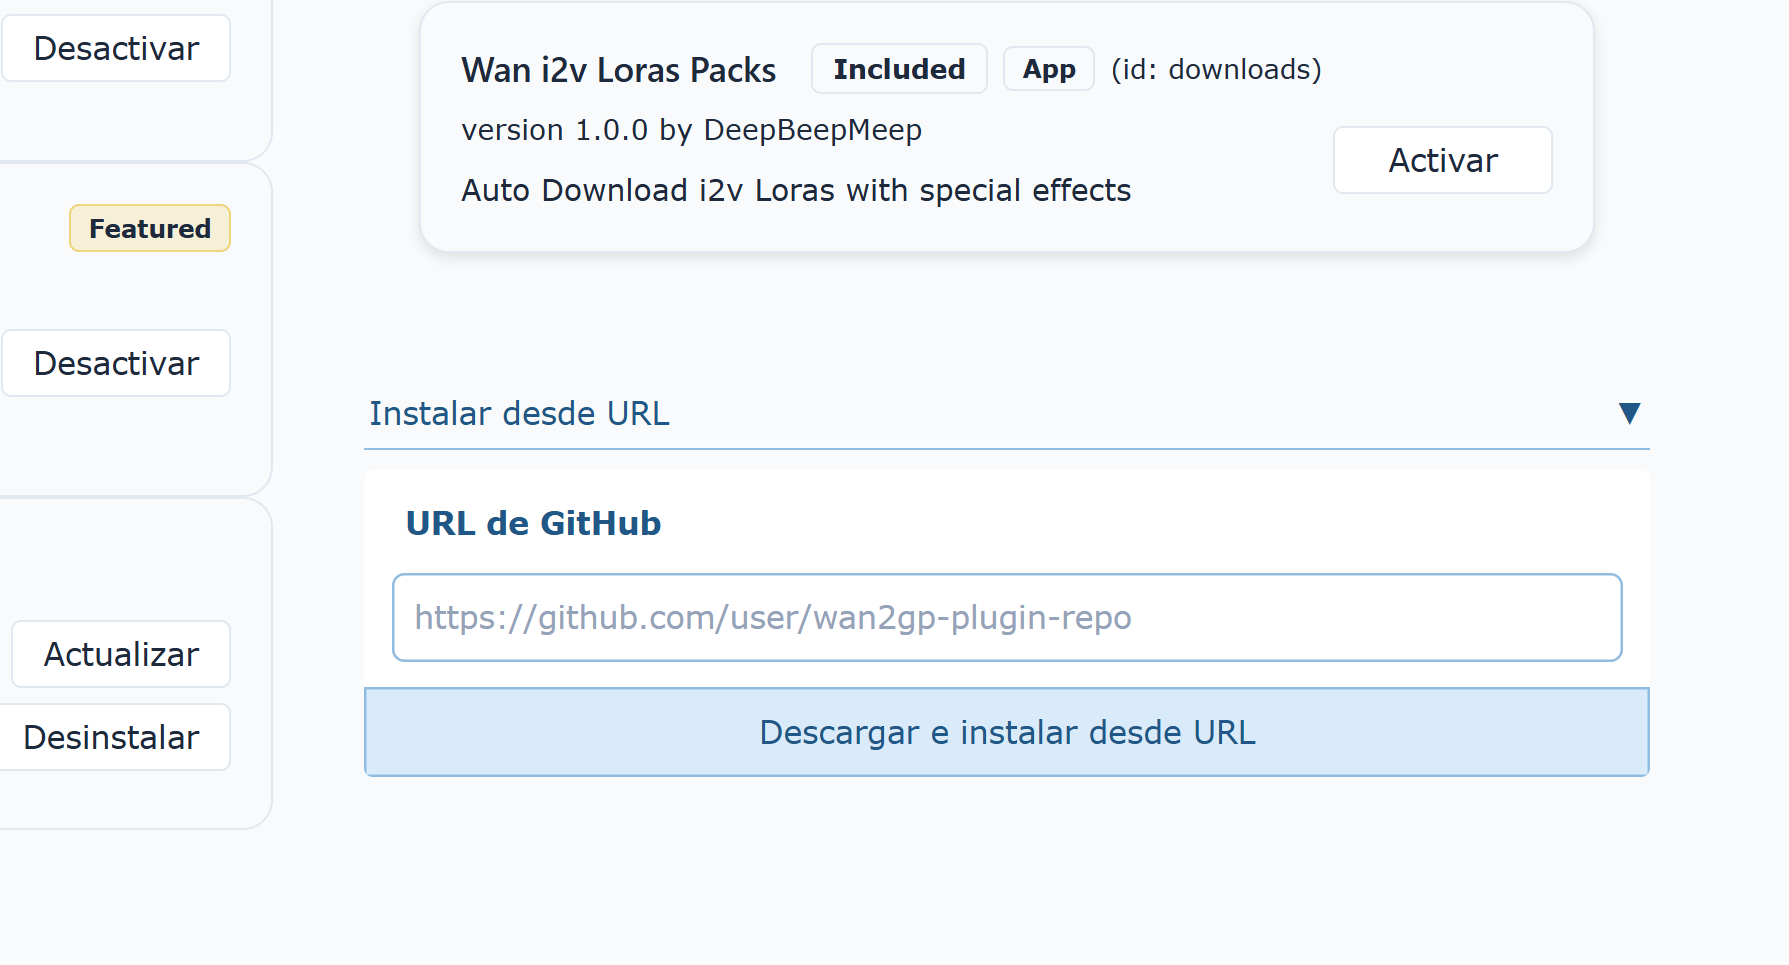 Desactivar
Featured
Desactivar
Actualizar
Desinstalar
Wan i2v Loras Packs Included App (id: downloads)
version 1.0.0 by DeepBeepMeep
Auto Download i2v Loras with special effects
Activar
Instalar desde URL ▼
URL de GitHub
https://github.com/user/wan2gp-plugin-repo
Descargar e instalar desde URL